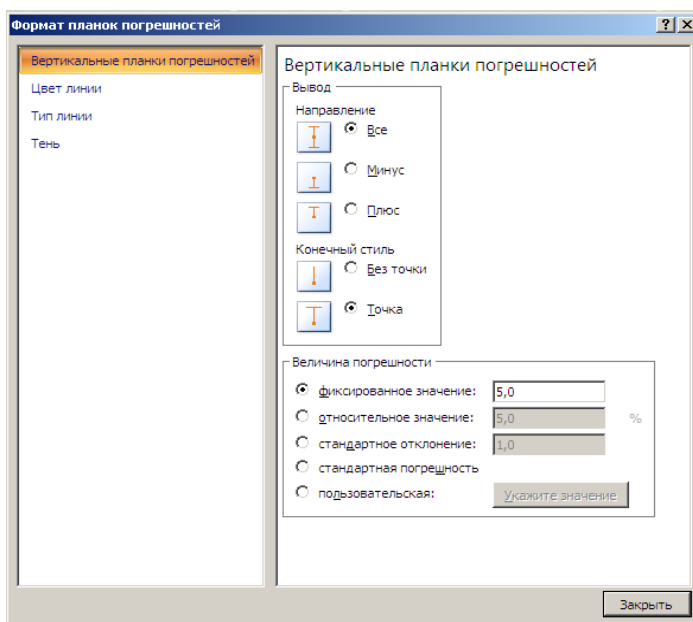 Формат планок погрешностей
Вертикальные планки погрешностей
Цвет линии
Тип линии
Тень
Вертикальные планки погрешностей
Вывод
Направление
Все
Минус
Плюс
Конечный стиль
Без точки
Точка
Величина погрешности
фиксированное значение: 5,0
относительное значение: 5,0 %
стандартное отклонение: 1,0
стандартная погрешность
пользовательская: Укажите значение
Закрыть